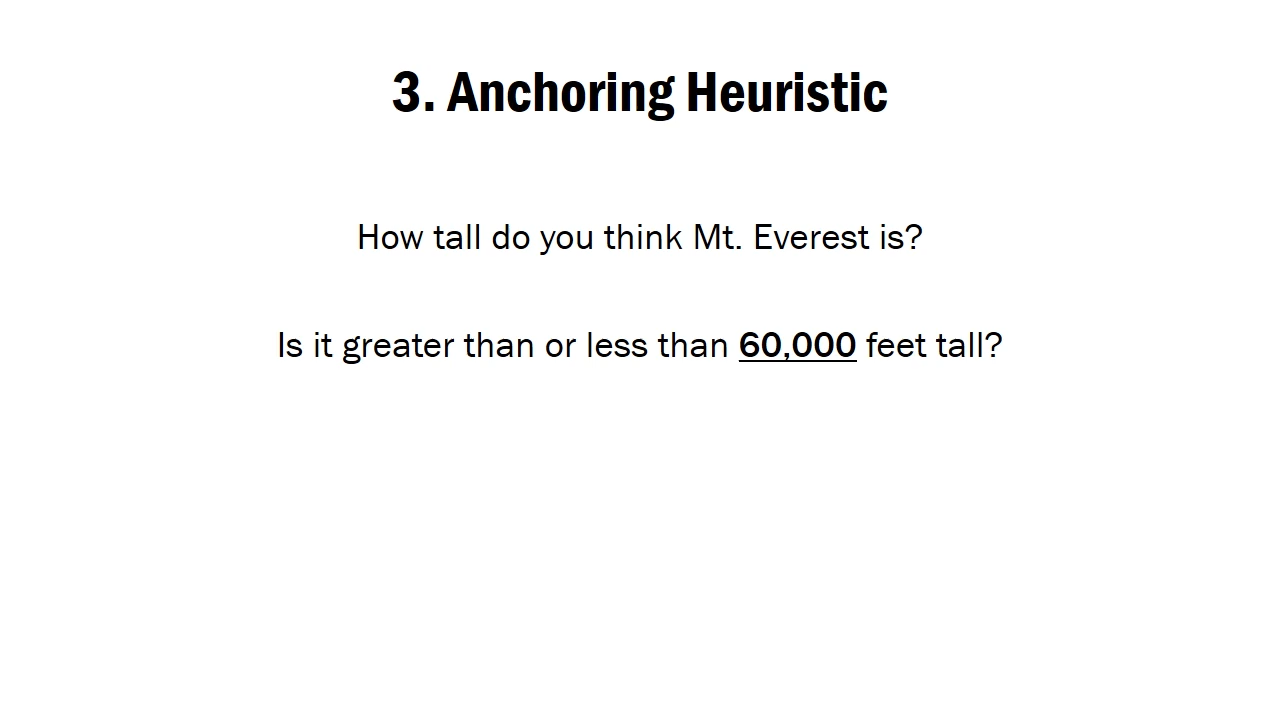 3. Anchoring Heuristic
How tall do you think Mt. Everest is?
Is it greater than or less than 60,000 feet tall?